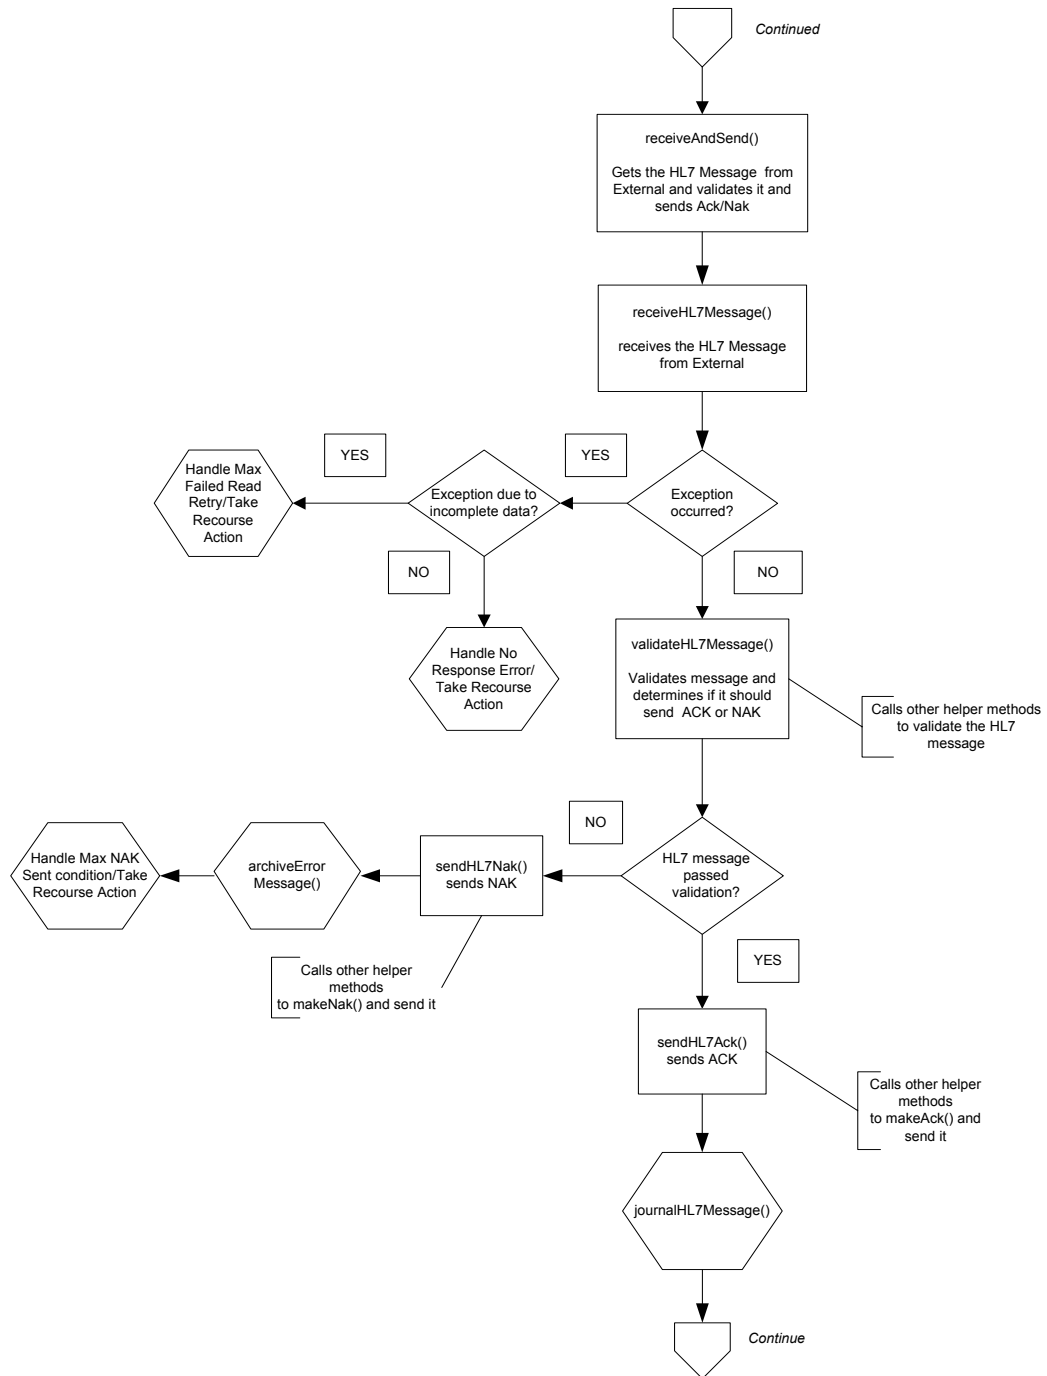 Continued
receiveAndSend()
Gets the HL7 Message from
External and validates it and
sends Ack/Nak
receiveHL7Message()
receives the HL7 Message
from External
YES
YES
Handle Max
Failed Read
Retry/Take
Recourse
Action
Exception due to
incomplete data?
Exception
occurred?
NO
NO
Handle No
Response Error/
Take Recourse
Action
validateHL7Message()
Validates message and
determines if it should
send ACK or NAK
Calls other helper methods
to validate the HL7
message
NO
Handle Max NAK
Sent condition/Take
Recourse Action
archiveError
Message()
sendHL7Nak()
sends NAK
HL7 message
passed
validation?
YES
Calls other helper
methods
to makeNak() and send it
sendHL7Ack()
sends ACK
Calls other helper
methods
to makeAck() and
send it
journalHL7Message()
Continue